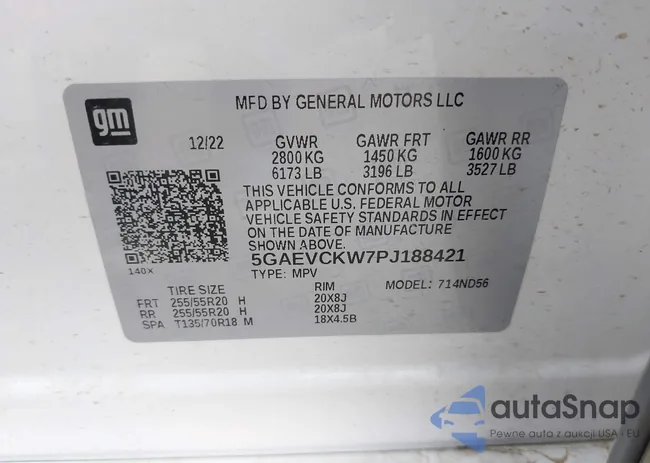 gm
MFD BY GENERAL MOTORS LLC
12/22 GVWR GAWR FRT GAWR RR
2800 KG 1450 KG 1600 KG
6173 LB 3196 LB 3527 LB
THIS VEHICLE CONFORMS TO ALL
APPLICABLE U.S. FEDERAL MOTOR
VEHICLE SAFETY STANDARDS IN EFFECT
ON THE DATE OF MANUFACTURE
SHOWN ABOVE.
140X
5GAEVCKW7PJ188421
TYPE: MPV MODEL: 714ND56
TIRE SIZE RIM
FRT 255/55R20 H 20X8J
RR 255/55R20 H 20X8J
SPA T135/70R18 M 18X4.5B
autaSnap
Pewne auta z aukcji USA i EU